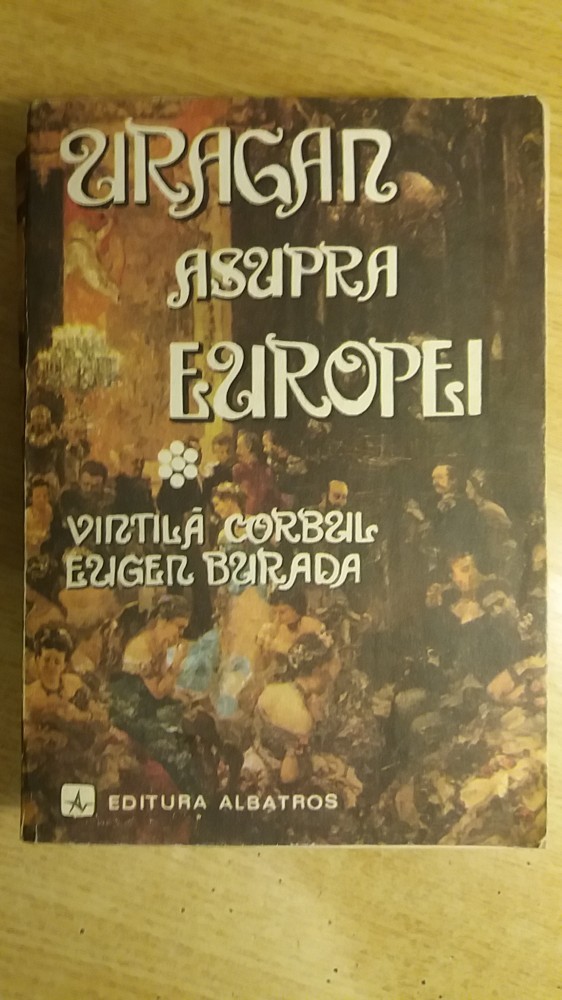 URAGAN
ASUPRA
EUROPEI
VINTILĂ CORBUL
EUGEN BURADA
EDITURA ALBATROS